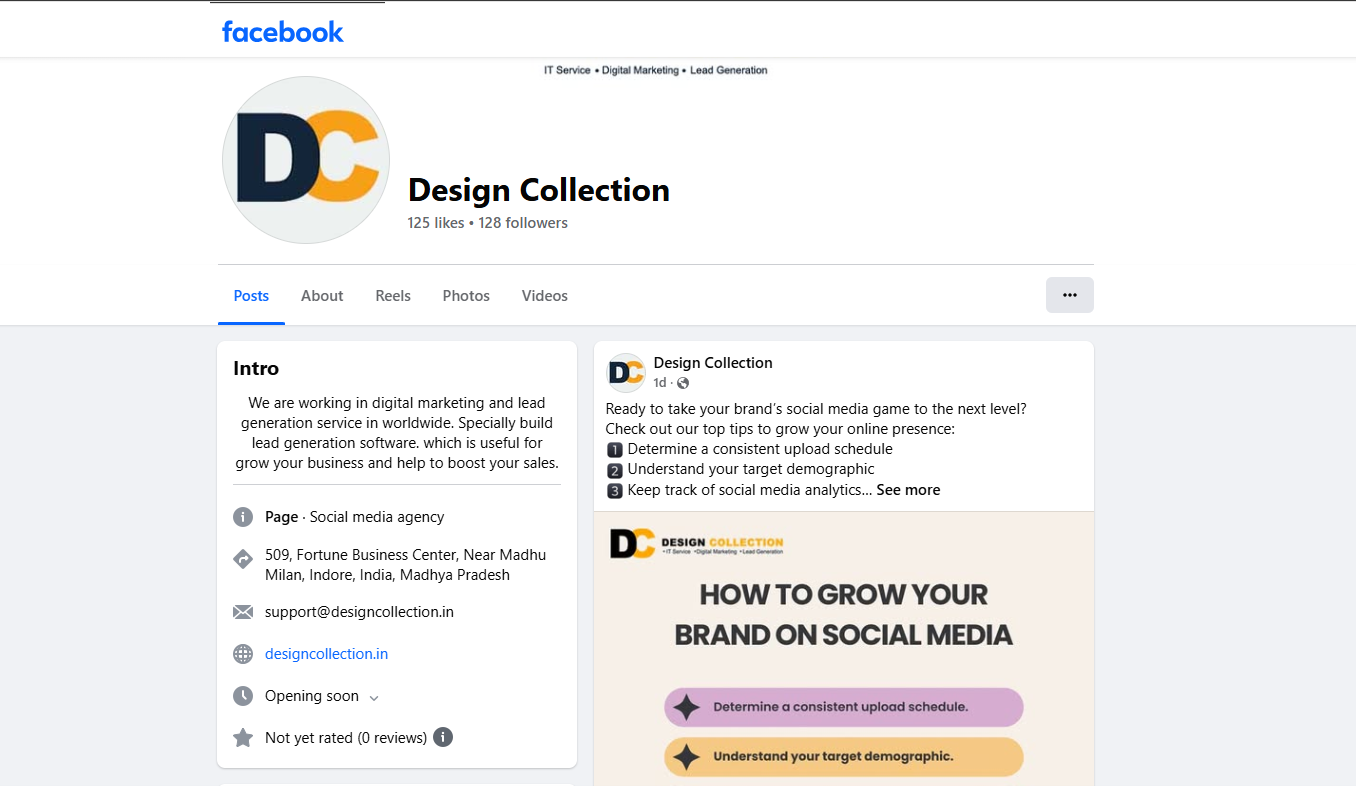 facebook
IT Service • Digital Marketing • Lead Generation
DC
Design Collection
125 likes • 128 followers
Posts
About
Reels
Photos
Videos
Intro
We are working in digital marketing and lead
generation service in worldwide. Specially build
lead generation software. which is useful for
grow your business and help to boost your sales.
Page · Social media agency
509, Fortune Business Center, Near Madhu
Milan, Indore, India, Madhya Pradesh
support@designcollection.in
designcollection.in
Opening soon
Not yet rated (0 reviews)
DC
Design Collection
1d ·
Ready to take your brand’s social media game to the next level?
Check out our top tips to grow your online presence:
1 Determine a consistent upload schedule
2 Understand your target demographic
3 Keep track of social media analytics... See more
DC DESIGN COLLECTION
• IT Service • Digital Marketing • Lead Generation
HOW TO GROW YOUR
BRAND ON SOCIAL MEDIA
Determine a consistent upload schedule.
Understand your target demographic.